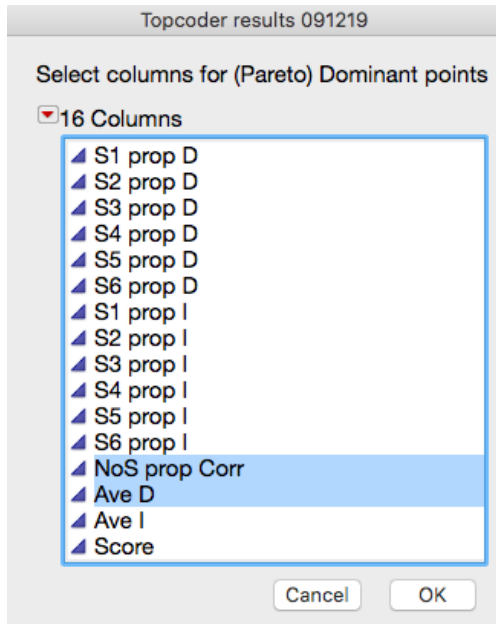 Topcoder results 091219
Select columns for (Pareto) Dominant points
16 Columns
S1 prop D
S2 prop D
S3 prop D
S4 prop D
S5 prop D
S6 prop D
S1 prop I
S2 prop I
S3 prop I
S4 prop I
S5 prop I
S6 prop I
NoS prop Corr
Ave D
Ave I
Score
Cancel OK